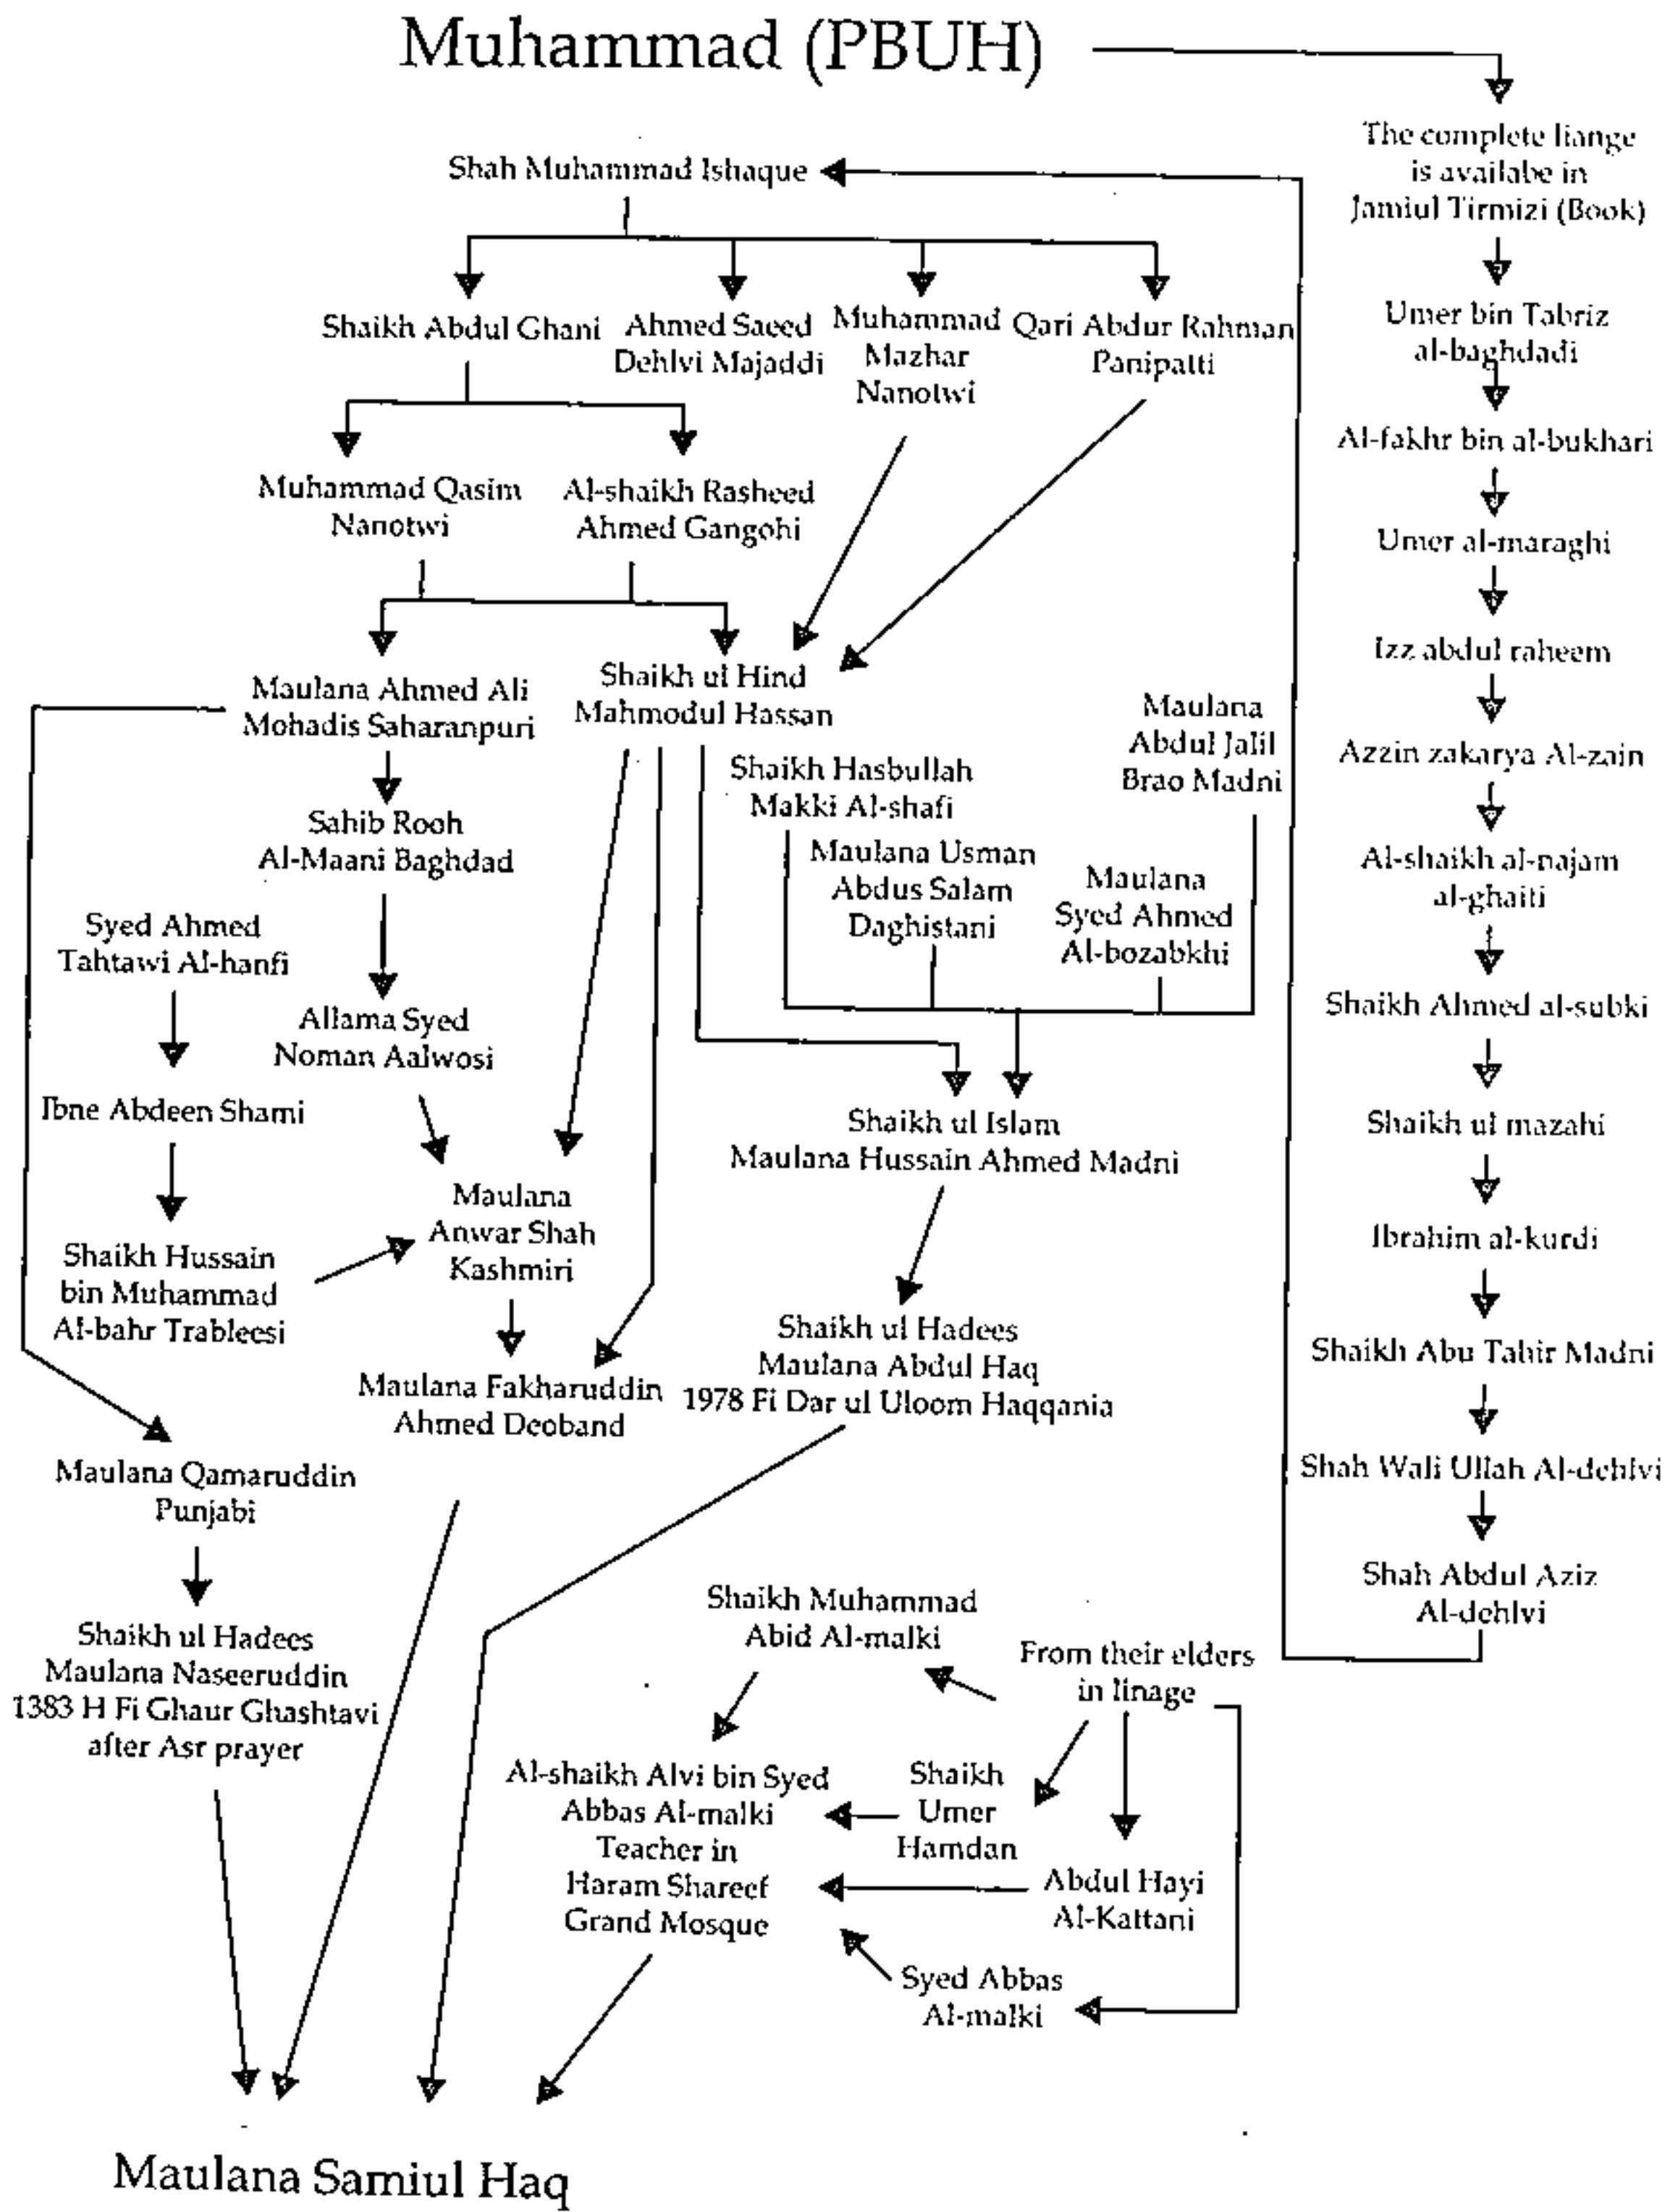 Muhammad (PBUH)
The complete liange
is availabe in
Jamiul Tirmizi (Book)
Umer bin Tabriz
al-baghdadi
Al-fakhr bin al-bukhari
Umer al-maraghi
Izz abdul raheem
Azzin zakarya Al-zain
Al-shaikh al-najam
al-ghaiti
Shaikh Ahmed al-subki
Shaikh ul mazahi
Ibrahim al-kurdi
Shaikh Abu Tahir Madni
Shah Wali Ullah Al-dehlvi
Shah Abdul Aziz
Al-dehlvi
Shah Muhammad Ishaque
Shaikh Abdul Ghani
Ahmed Saeed
Dehlvi Majaddi
Muhammad
Mazhar
Nanotwi
Qari Abdur Rahman
Panipatti
Muhammad Qasim
Nanotwi
Al-shaikh Rasheed
Ahmed Gangohi
Maulana Ahmed Ali
Mohadis Saharanpuri
Shaikh ul Hind
Mahmodul Hassan
Shaikh Hasbullah
Makki Al-shafi
Maulana
Abdul Jalil
Brao Madni
Sahib Rooh
Al-Maani Baghdad
Maulana Usman
Abdus Salam
Daghistani
Maulana
Syed Ahmed
Al-bozabkhi
Syed Ahmed
Tahtawi Al-hanfi
Allama Syed
Noman Aalwosi
Ibne Abdeen Shami
Shaikh ul Islam
Maulana Hussain Ahmed Madni
Maulana
Anwar Shah
Kashmiri
Shaikh Hussain
bin Muhammad
Al-bahr Trableesi
Shaikh ul Hadees
Maulana Abdul Haq
1978 Fi Dar ul Uloom Haqqania
Maulana Fakharuddin
Ahmed Deoband
Maulana Qamaruddin
Punjabi
Shaikh ul Hadees
Maulana Naseeruddin
1383 H Fi Ghaur Ghashtavi
after Asr prayer
Shaikh Muhammad
Abid Al-malki
From their elders
in linage
Al-shaikh Alvi bin Syed
Abbas Al-malki
Teacher in
Haram Shareef
Grand Mosque
Shaikh
Umer
Hamdan
Abdul Hayi
Al-Kattani
Syed Abbas
Al-malki
Maulana Samiul Haq